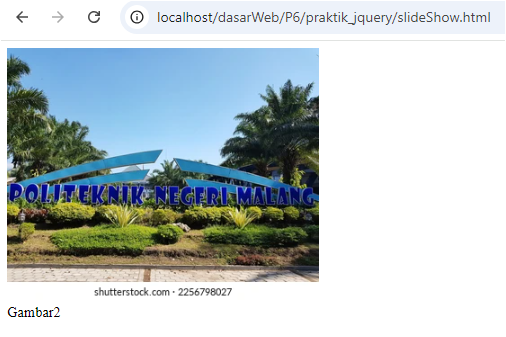 localhost/dasarWeb/P6/praktik_jquery/slideShow.html
POLITEKNIK NEGERI MALANG
shutterstock.com · 2256798027
Gambar2